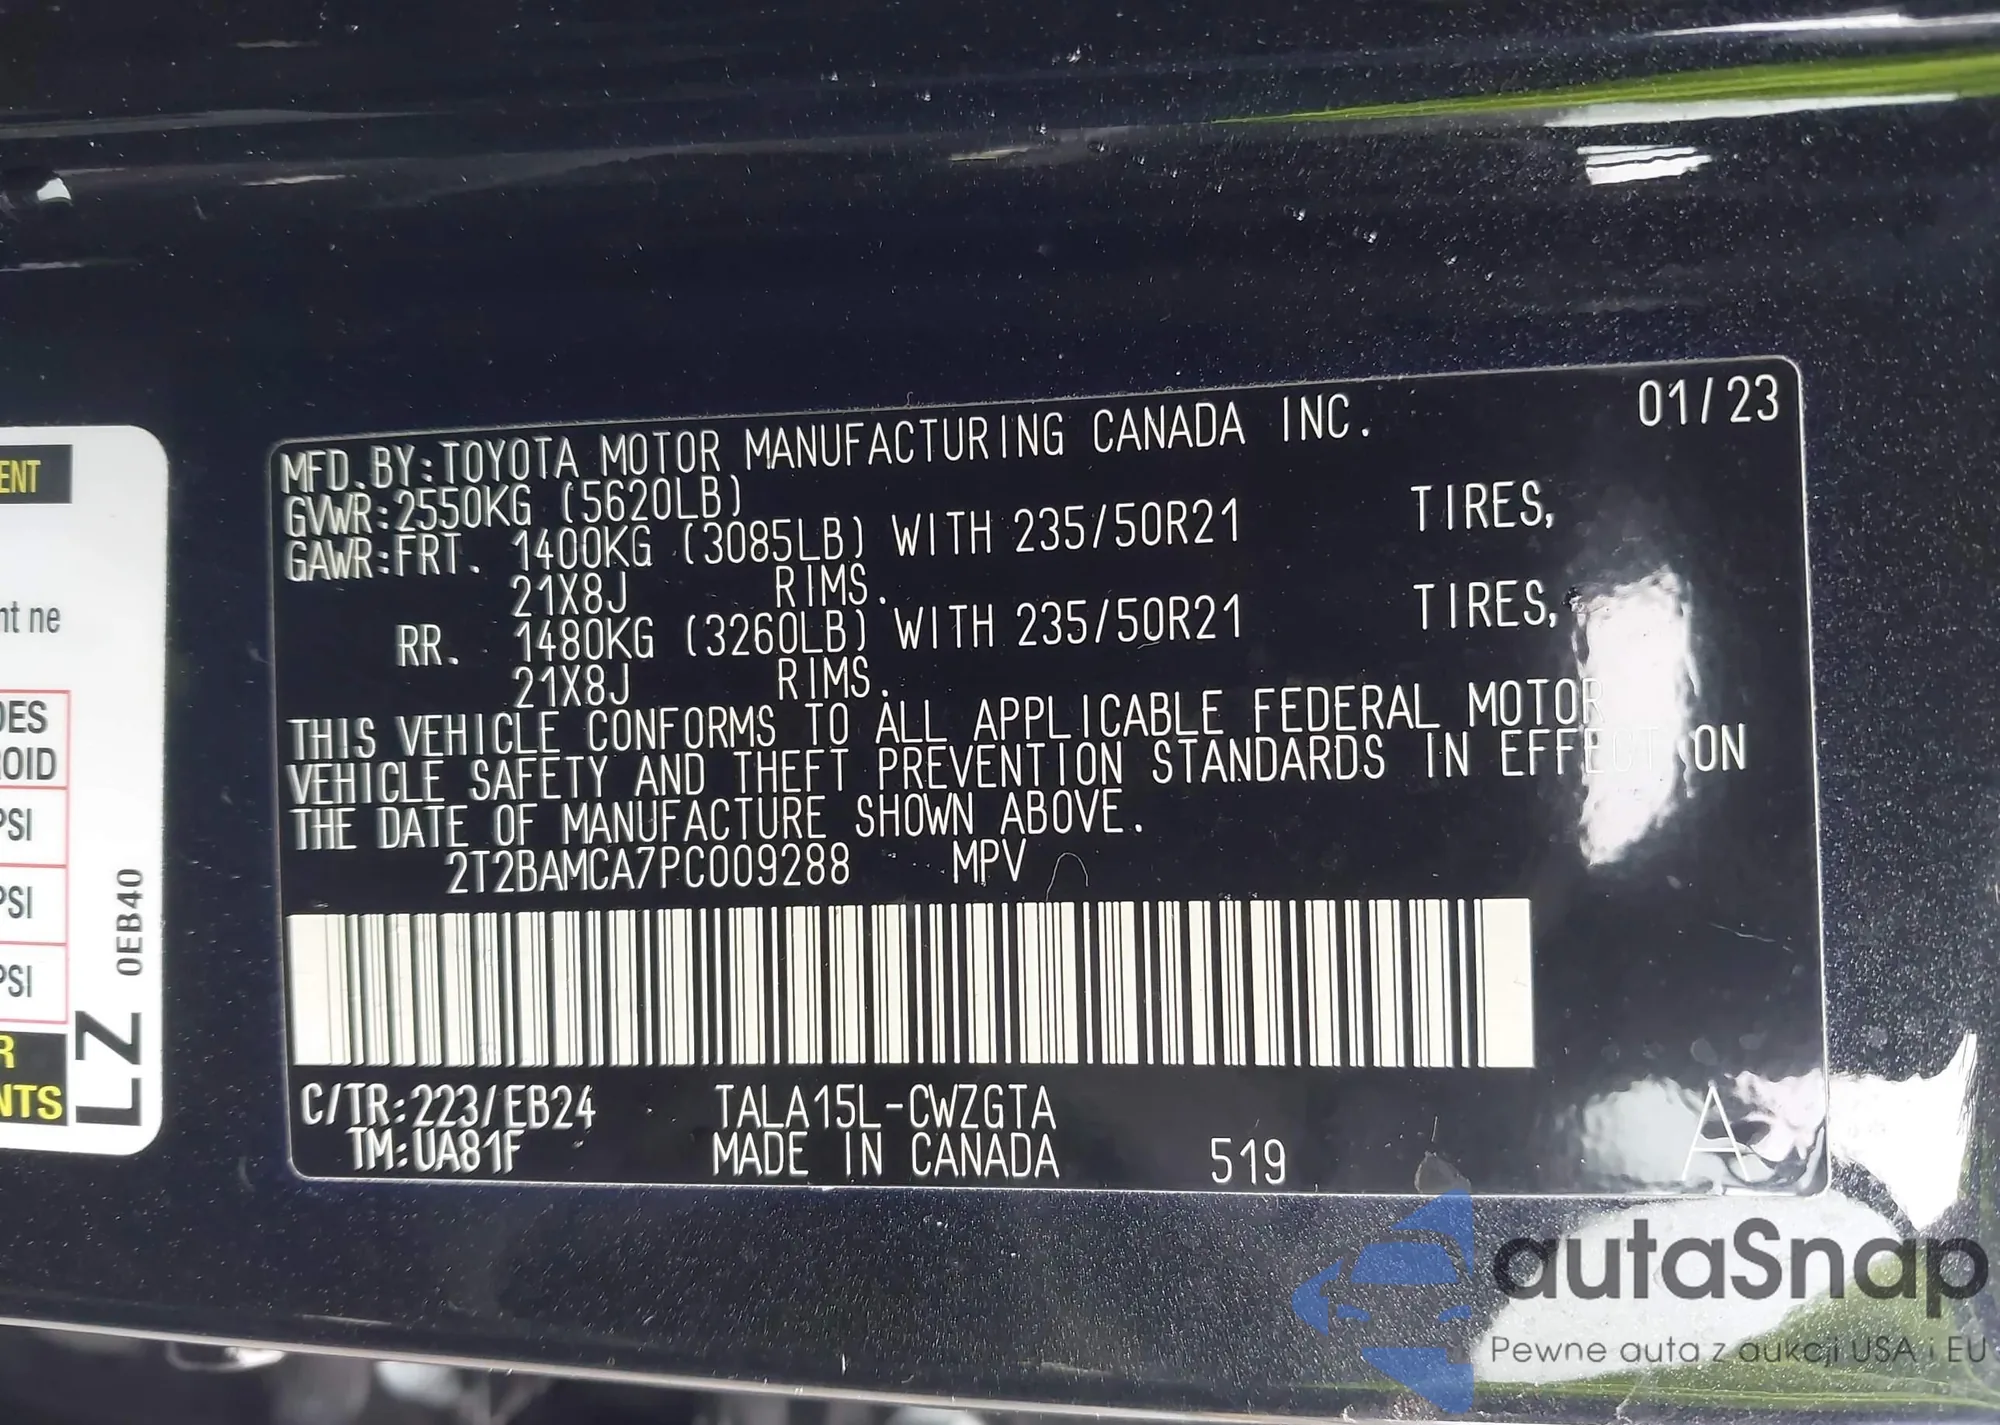 MFD.BY:TOYOTA MOTOR MANUFACTURING CANADA INC. 01/23
GVWR:2550KG (5620LB)
GAWR:FRT. 1400KG (3085LB) WITH 235/50R21 TIRES,
21X8J RIMS.
RR. 1480KG (3260LB) WITH 235/50R21 TIRES,
21X8J RIMS.
THIS VEHICLE CONFORMS TO ALL APPLICABLE FEDERAL MOTOR
VEHICLE SAFETY AND THEFT PREVENTION STANDARDS IN EFFECT ON
THE DATE OF MANUFACTURE SHOWN ABOVE.
2T2BAMCA7PC009288 MPV
C/TR:223/EB24 TALA15L-CWZGTA A
TM:UA81F MADE IN CANADA 519
ENT
nt ne
DES
ROID
PSI
PSI
PSI
R
NTS
LZ 0EB40
autaSnap
Pewne auta z aukcji USA i EU